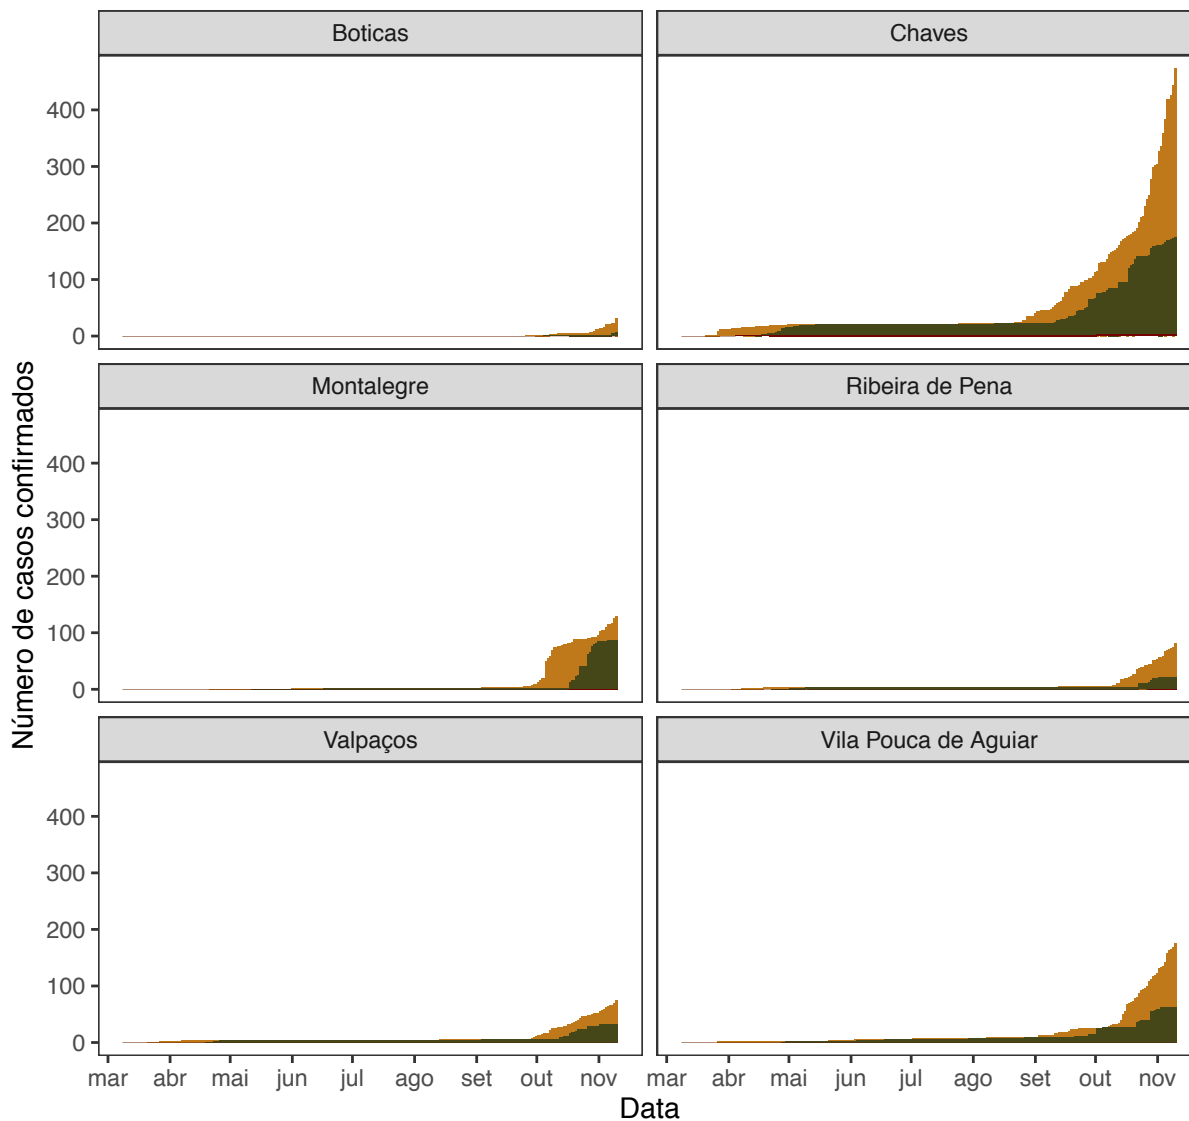 Boticas
Chaves
400
300
200
100
0
Montalegre
Ribeira de Pena
400
300
200
100
0
Valpaços
Vila Pouca de Aguiar
400
300
200
100
0
mar abr mai jun jul ago set out nov
mar abr mai jun jul ago set out nov
Data
Número de casos confirmados